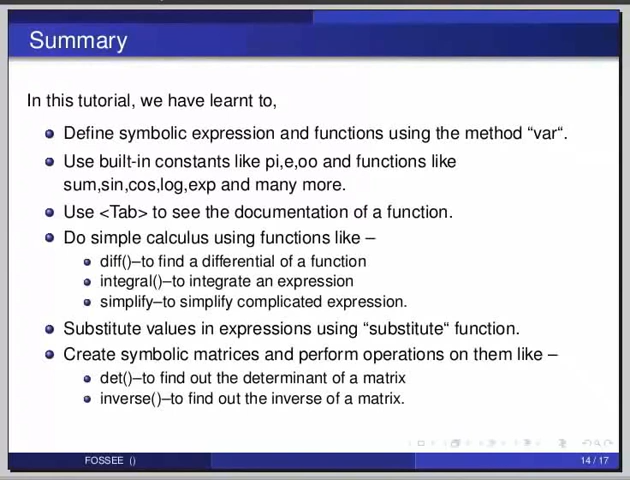 Summary
In this tutorial, we have learnt to,
Define symbolic expression and functions using the method “var“.
Use built-in constants like pi,e,oo and functions like
sum,sin,cos,log,exp and many more.
Use <Tab> to see the documentation of a function.
Do simple calculus using functions like –
diff()–to find a differential of a function
integral()–to integrate an expression
simplify–to simplify complicated expression.
Substitute values in expressions using “substitute“ function.
Create symbolic matrices and perform operations on them like –
det()–to find out the determinant of a matrix
inverse()–to find out the inverse of a matrix.
FOSSEE ()
14 / 17